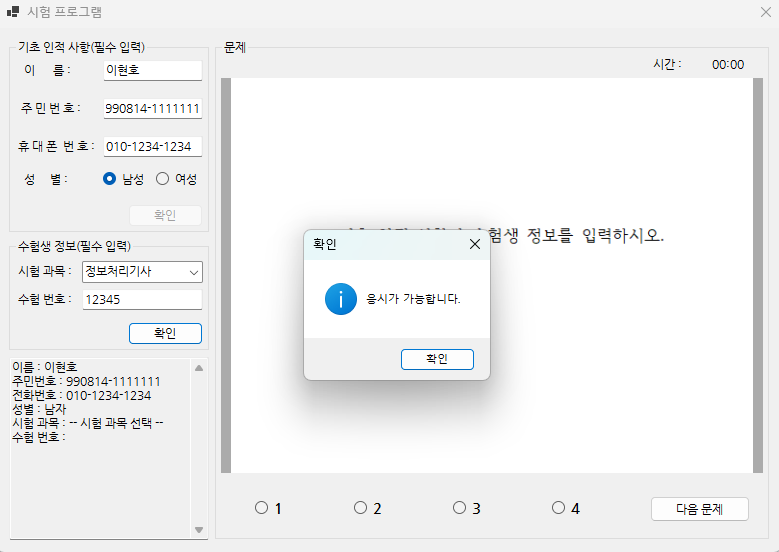 시험 프로그램
기초 인적 사항(필수 입력)
이 름 : 이현호
주 민 번 호 : 990814-1111111
휴 대 폰 번 호 : 010-1234-1234
성 별 : 남성 여성
확인
수험생 정보(필수 입력)
시험 과목 : 정보처리기사
수험 번호 : 12345
확인
이름 : 이현호
주민번호 : 990814-1111111
전화번호 : 010-1234-1234
성별 : 남자
시험 과목 : -- 시험 과목 선택 --
수험 번호 :
문제
시간 : 00:00
정보를 입력하시오.
확인
응시가 가능합니다.
확인
1 2 3 4 다음 문제